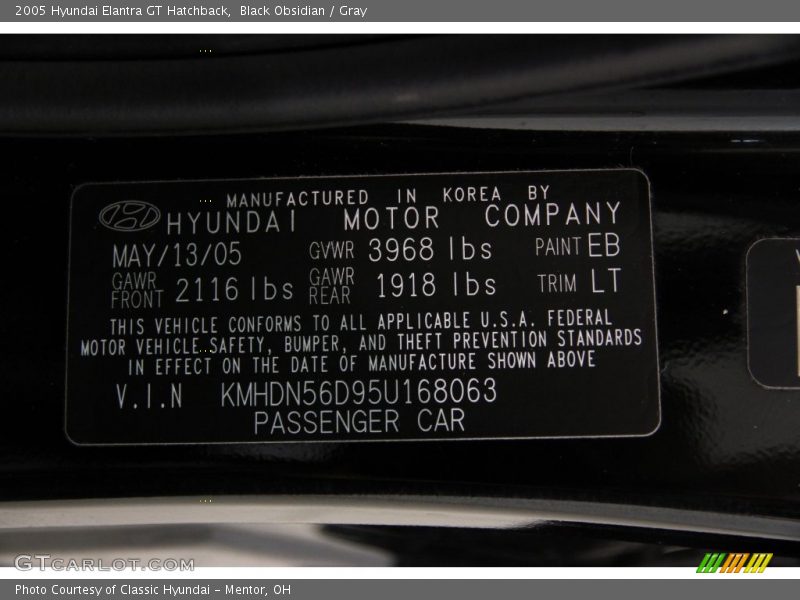 2005 Hyundai Elantra GT Hatchback, Black Obsidian / Gray
MANUFACTURED IN KOREA BY
HYUNDAI MOTOR COMPANY
MAY/13/05 GVWR 3968 lbs PAINT EB
GAWR FRONT 2116 lbs GAWR REAR 1918 lbs TRIM LT
THIS VEHICLE CONFORMS TO ALL APPLICABLE U.S.A. FEDERAL
MOTOR VEHICLE SAFETY, BUMPER, AND THEFT PREVENTION STANDARDS
IN EFFECT ON THE DATE OF MANUFACTURE SHOWN ABOVE
V.I.N KMHDN56D95U168063
PASSENGER CAR
GTCARLOT.COM
Photo Courtesy of Classic Hyundai - Mentor, OH